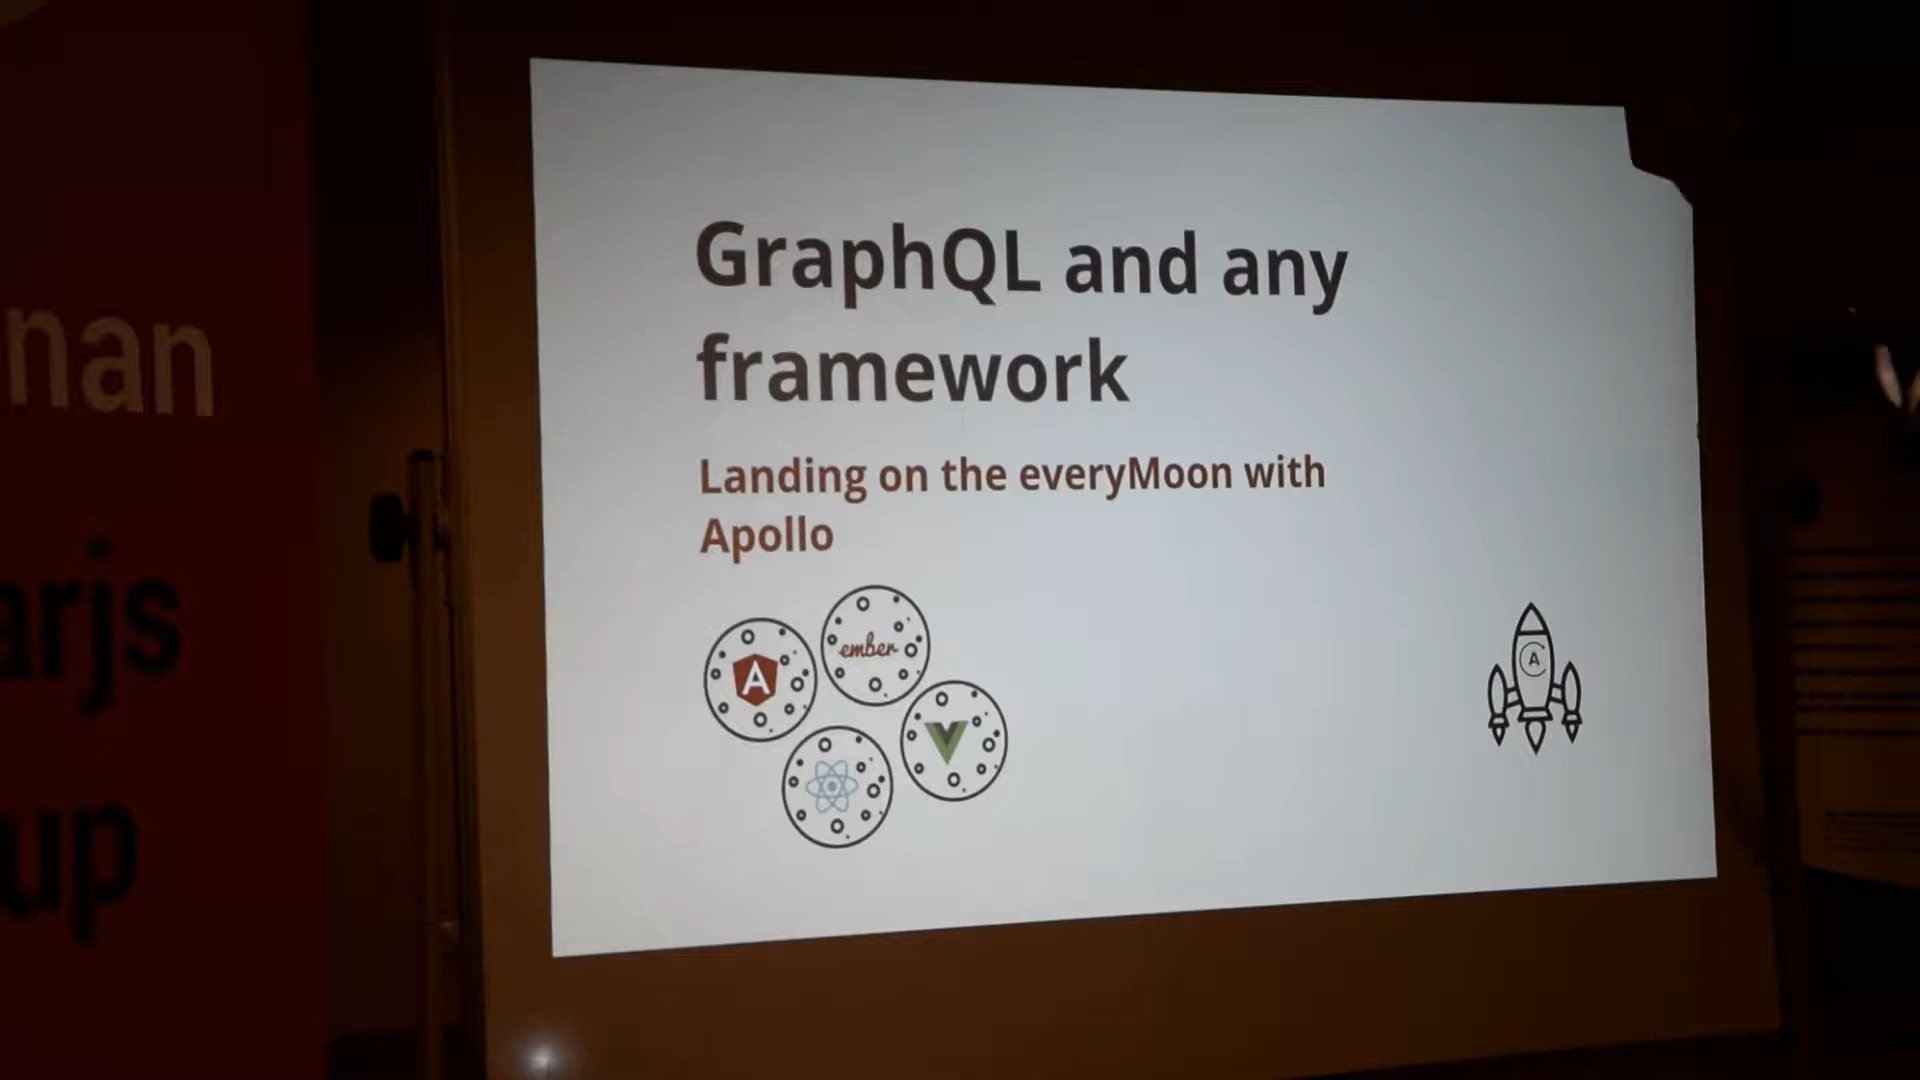 GraphQL and any
framework
Landing on the everyMoon with
Apollo
ember
A
A
nan
arjs
up